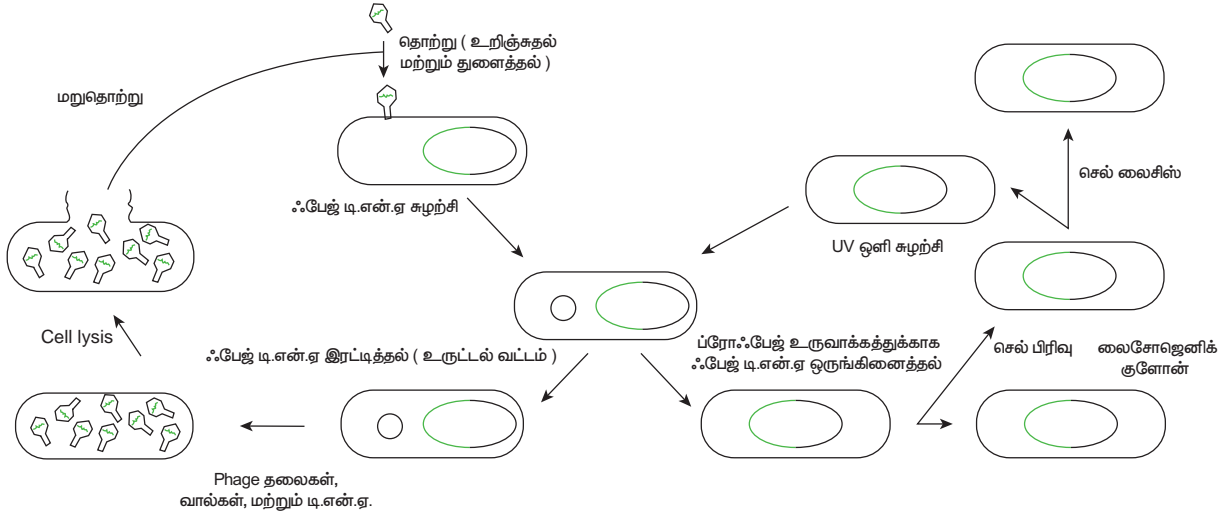 தொற்று ( உறிஞ்சுதல்
மற்றும் துளைத்தல் )
மறுதொற்று
ஃபேஜ் டி.என்.ஏ சுழற்சி
செல் லைசிஸ்
UV ஒளி சுழற்சி
Cell lysis
ஃபேஜ் டி.என்.ஏ இரட்டித்தல் ( உருட்டல் வட்டம் )
ப்ரோஃபேஜ் உருவாக்கத்துக்காக
ஃபேஜ் டி.என்.ஏ ஒருங்கினைத்தல்
செல் பிரிவு
லைசோஜெனிக்
குளோன்
Phage தலைகள்,
வால்கள், மற்றும் டி.என்.ஏ.